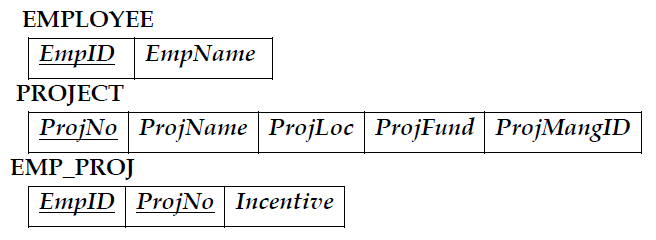 EMPLOYEE
EmpID EmpName
PROJECT
ProjNo ProjName ProjLoc ProjFund ProjMangID
EMP_PROJ
EmpID ProjNo Incentive